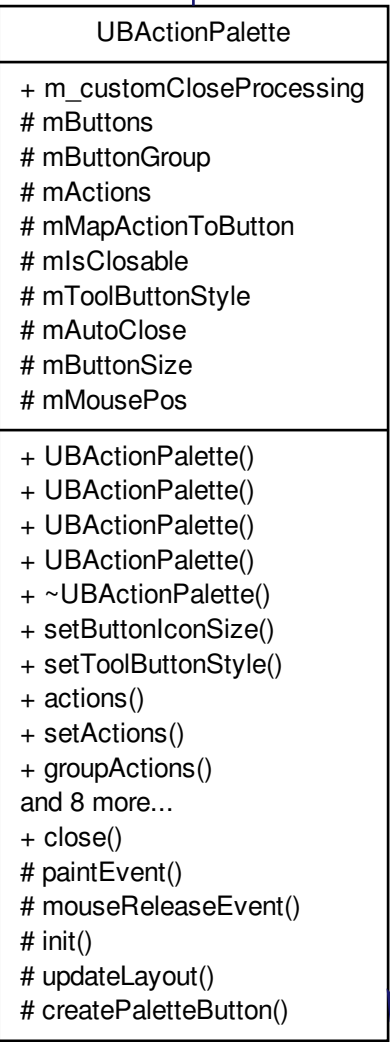 UBActionPalette
+ m_customCloseProcessing
# mButtons
# mButtonGroup
# mActions
# mMapActionToButton
# mIsClosable
# mToolButtonStyle
# mAutoClose
# mButtonSize
# mMousePos
+ UBActionPalette()
+ UBActionPalette()
+ UBActionPalette()
+ UBActionPalette()
+ ~UBActionPalette()
+ setButtonIconSize()
+ setToolButtonStyle()
+ actions()
+ setActions()
+ groupActions()
and 8 more...
+ close()
# paintEvent()
# mouseReleaseEvent()
# init()
# updateLayout()
# createPaletteButton()